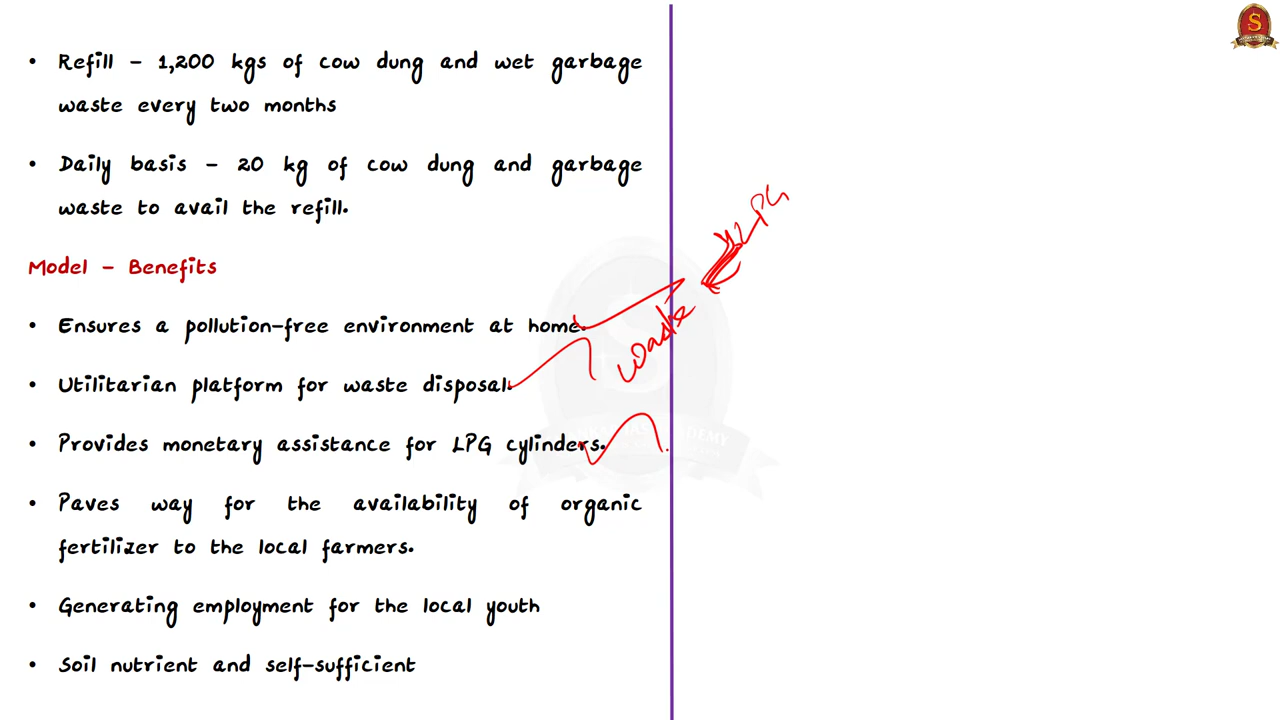 • Refill – 1,200 kgs of cow dung and wet garbage
waste every two months
• Daily basis – 20 kg of cow dung and garbage
waste to avail the refill.
Model – Benefits
• Ensures a pollution-free environment at home.
• Utilitarian platform for waste disposal.
• Provides monetary assistance for LPG cylinders.
• Paves way for the availability of organic
fertilizer to the local farmers.
• Generating employment for the local youth
• Soil nutrient and self-sufficient
LPG
waste
S